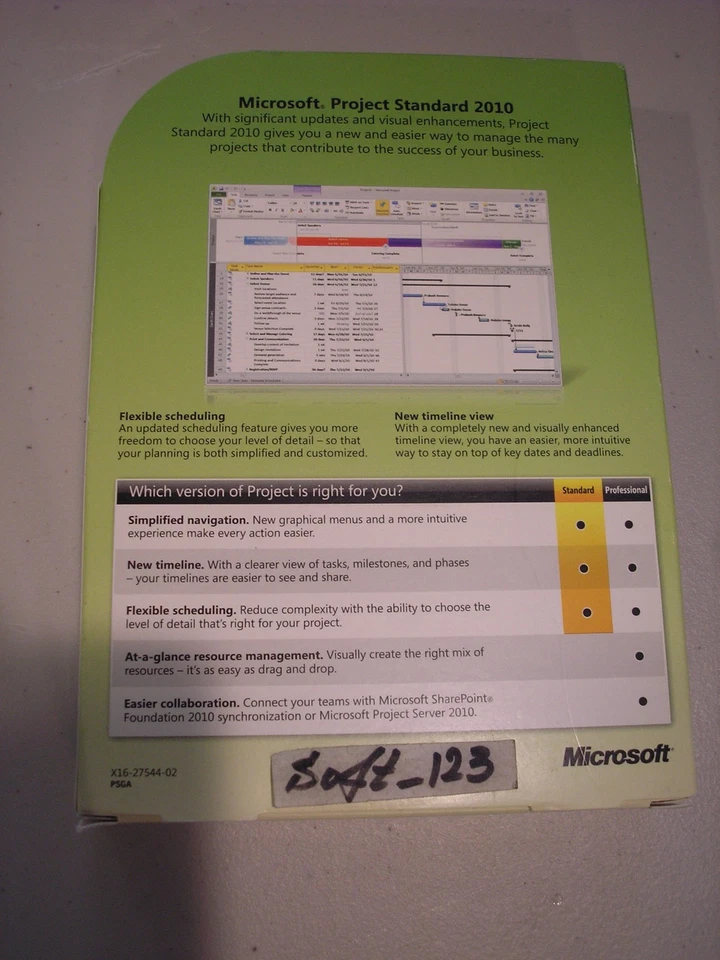 Microsoft® Project Standard 2010
With significant updates and visual enhancements, Project
Standard 2010 gives you a new and easier way to manage the many
projects that contribute to the success of your business.
Flexible scheduling
An updated scheduling feature gives you more
freedom to choose your level of detail – so that
your planning is both simplified and customized.
New timeline view
With a completely new and visually enhanced
timeline view, you have an easier, more intuitive
way to stay on top of key dates and deadlines.
Which version of Project is right for you? Standard Professional
Simplified navigation. New graphical menus and a more intuitive
experience make every action easier.
New timeline. With a clearer view of tasks, milestones, and phases
– your timelines are easier to see and share.
Flexible scheduling. Reduce complexity with the ability to choose the
level of detail that's right for your project.
At-a-glance resource management. Visually create the right mix of
resources – it's as easy as drag and drop.
Easier collaboration. Connect your teams with Microsoft SharePoint®
Foundation 2010 synchronization or Microsoft Project Server 2010.
X16-27544-02
PSGA
Soft_123
Microsoft®